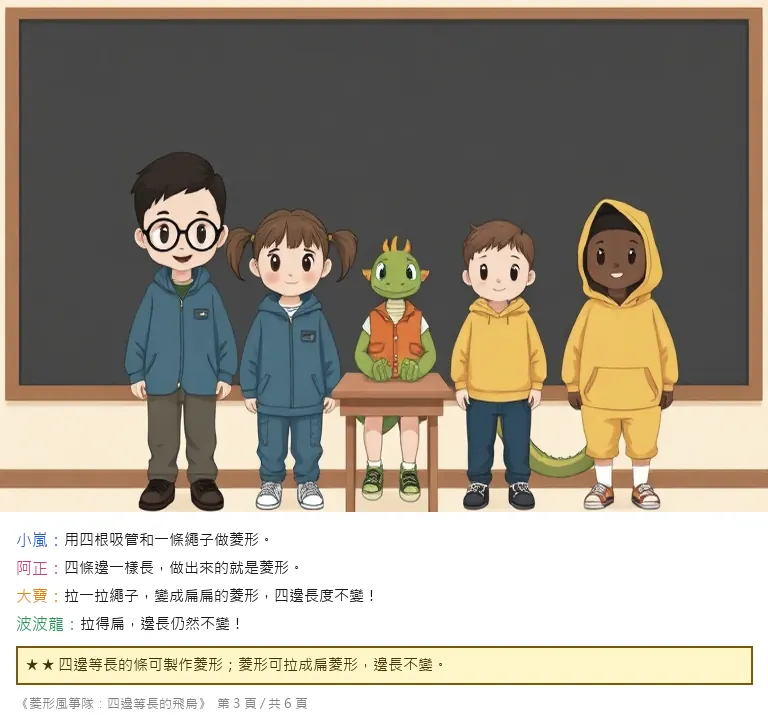 小嵐：用四根吸管和一條繩子做菱形。
阿正：四條邊一樣長，做出來的就是菱形。
大寶：拉一拉繩子，變成扁扁的菱形，四邊長度不變！
波波龍：拉得扁，邊長仍然不變！
★★ 四邊等長的條可製作菱形；菱形可拉成扁菱形，邊長不變。
《菱形風箏隊：四邊等長的飛鳥》 第 3 頁 / 共 6 頁